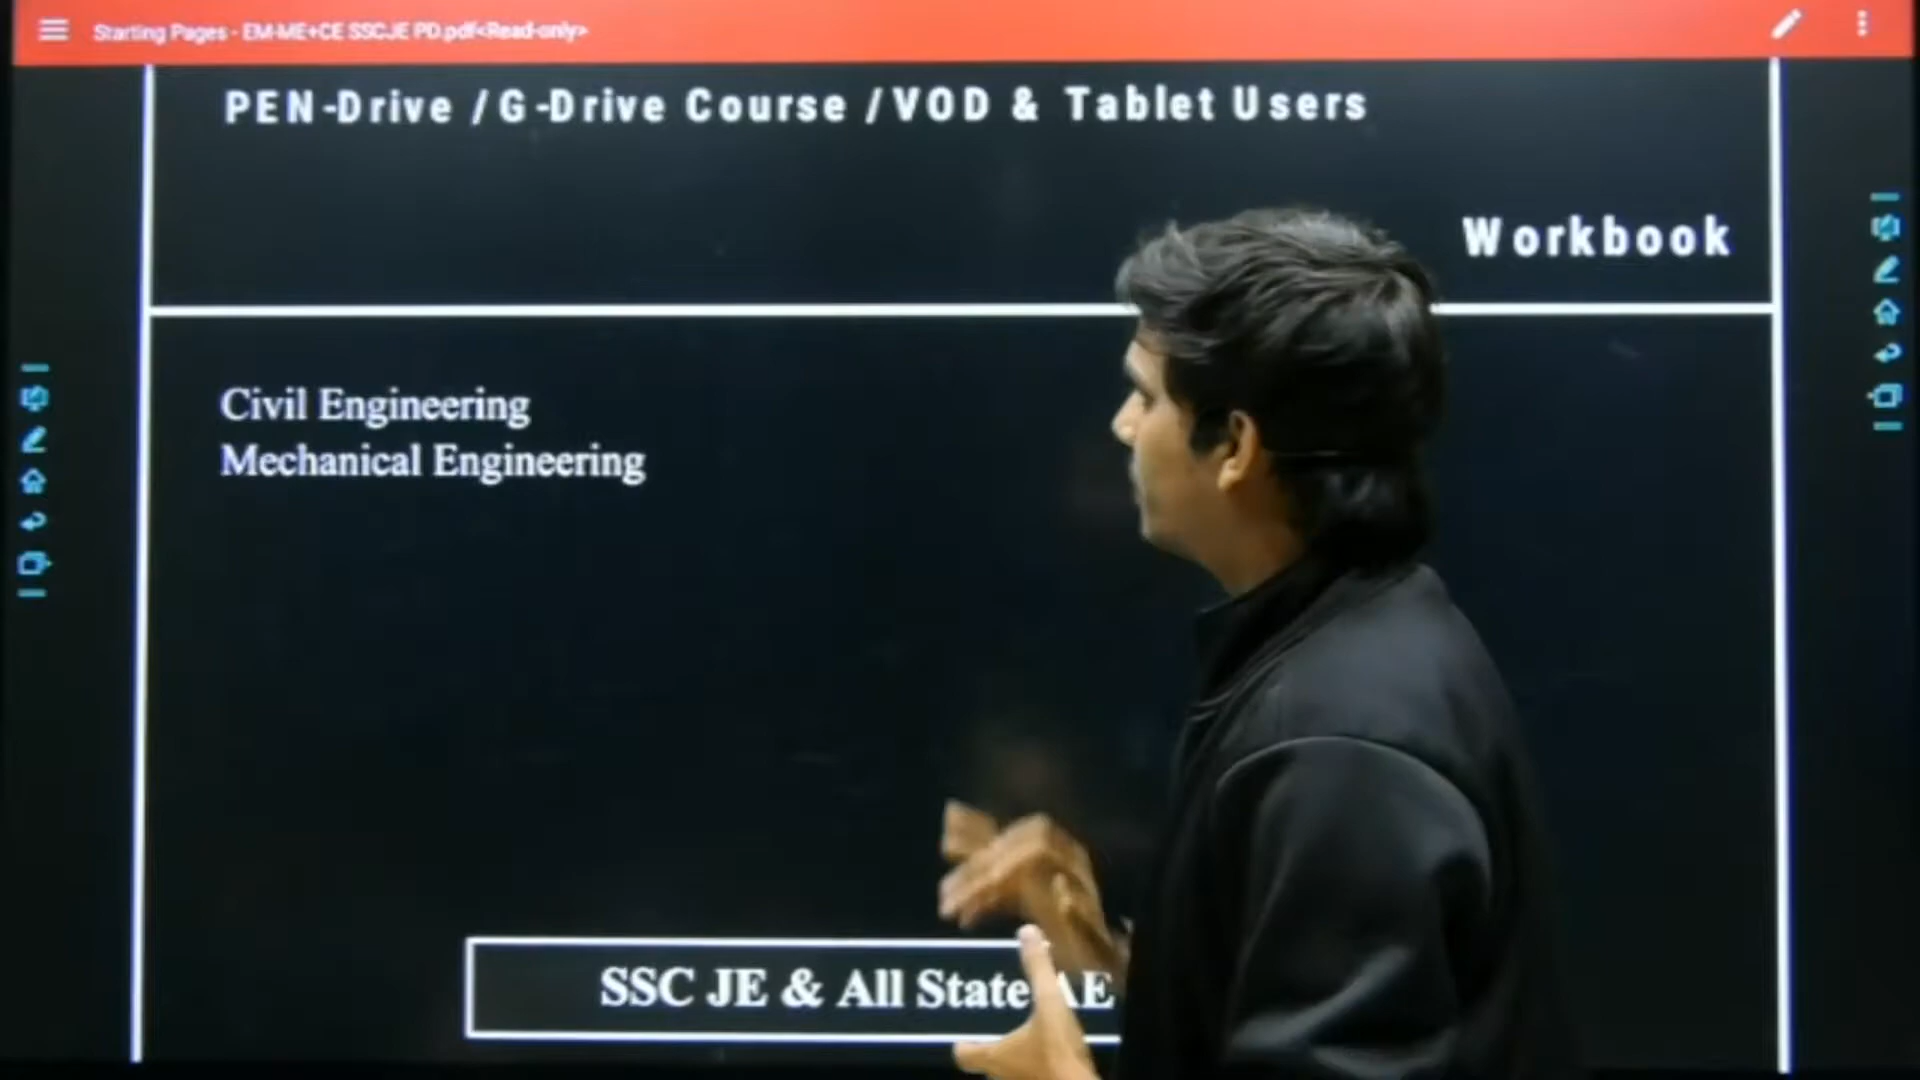 Starting Pages - EM-ME+CE SSCJE PD.pdf<Read-only>
PEN-Drive /G-Drive Course /VOD & Tablet Users
Workbook
Civil Engineering
Mechanical Engineering
SSC JE & All State AE